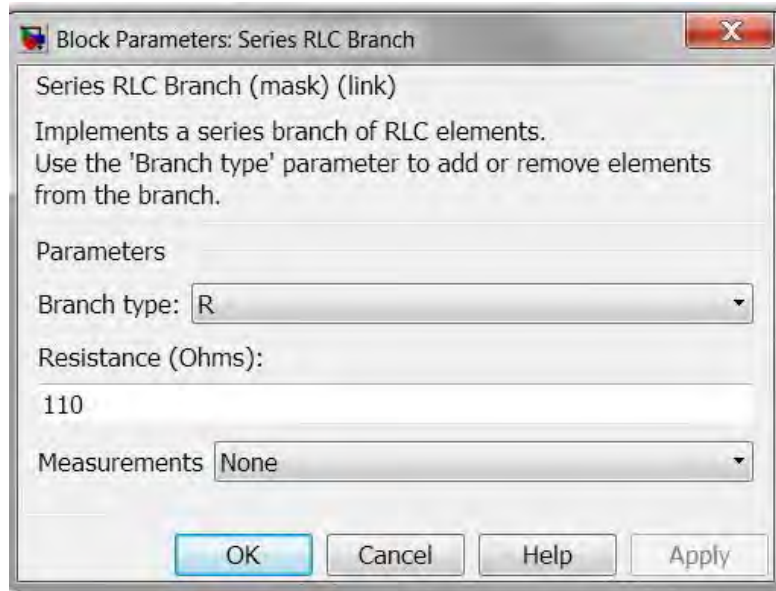 Block Parameters: Series RLC Branch
X
Series RLC Branch (mask) (link)
Implements a series branch of RLC elements.
Use the 'Branch type' parameter to add or remove elements
from the branch.
Parameters
Branch type: R
Resistance (Ohms):
110
Measurements None
OK Cancel Help Apply